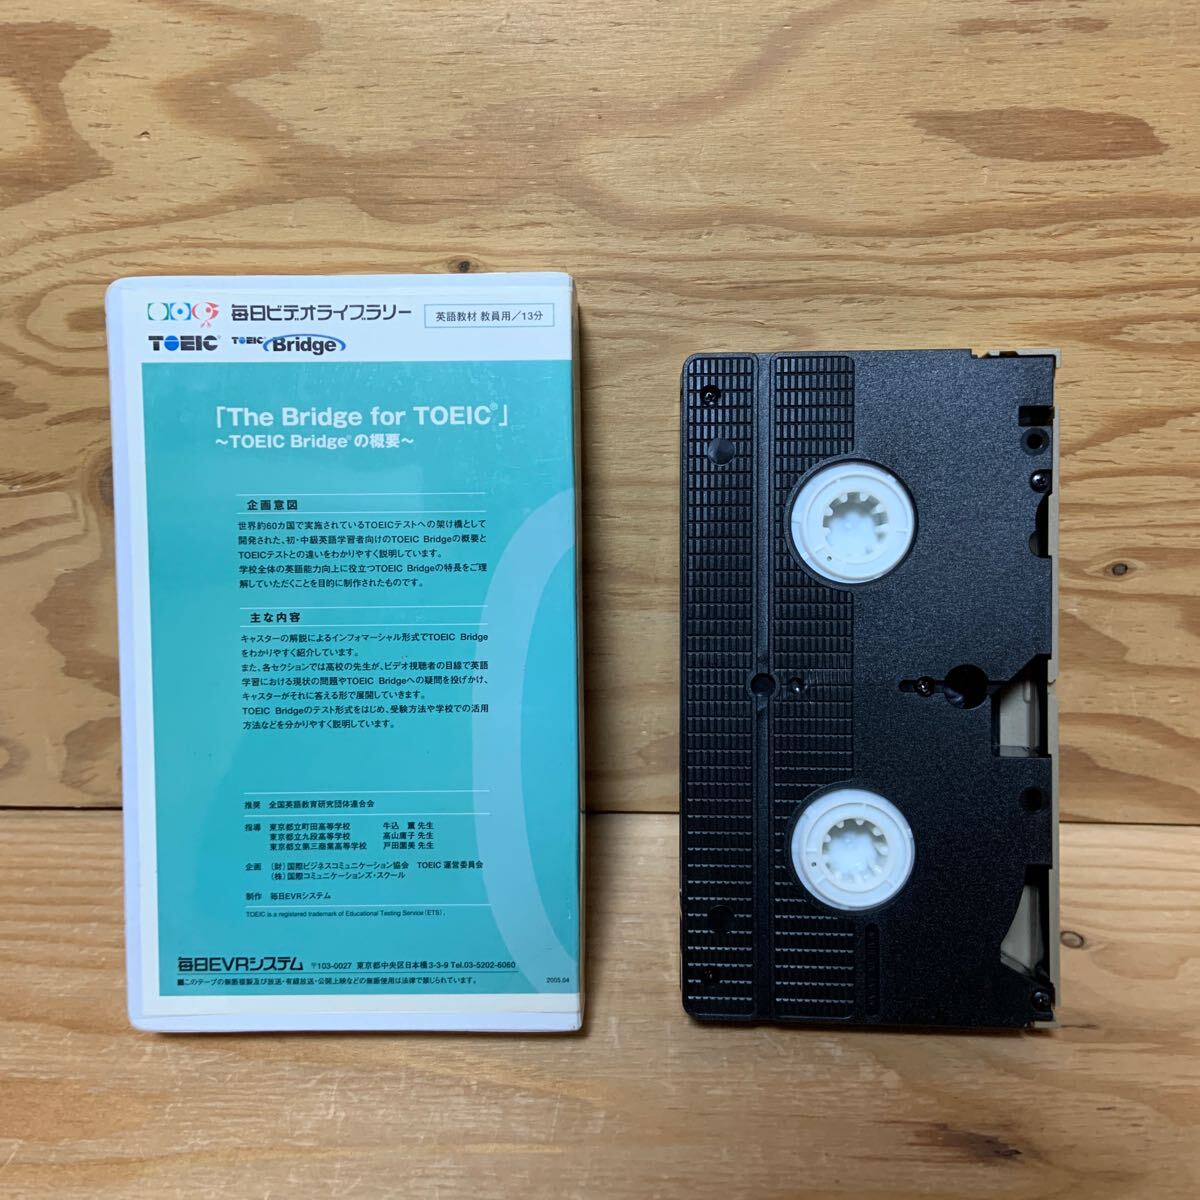 毎日ビデオライブラリー
英語教材 教員用／13分
TOEIC®
TOEIC Bridge
「The Bridge for TOEIC®」
～TOEIC Bridge®の概要～
企画意図
世界約60カ国で実施されているTOEICテストへの架け橋として
開発された、初・中級英語学習者向けのTOEIC Bridgeの概要と
TOEICテストとの違いをわかりやすく説明しています。
学校全体の英語能力向上に役立つTOEIC Bridgeの特長をご理
解していただくことを目的に制作されたものです。
主な内容
キャスターの解説によるインフォマーシャル形式でTOEIC Bridge
をわかりやすく紹介しています。
また、各セクションでは高校の先生が、ビデオ視聴者の目線で英語
学習における現状の問題やTOEIC Bridgeへの疑問を投げかけ、
キャスターがそれに答える形で展開していきます。
TOEIC Bridgeのテスト形式をはじめ、受験方法や学校での活用
方法などを分かりやすく説明しています。
推奨 全国英語教育研究団体連合会
指導 東京都立町田高等学校 牛込 薫 先生
東京都立九段高等学校 高山庸子 先生
東京都立第三商業高等学校 戸田園美 先生
企画 （財）国際ビジネスコミュニケーション協会 TOEIC 運営委員会
（株）国際コミュニケーションズ・スクール
制作 毎日EVRシステム
TOEIC is a registered trademark of Educational Testing Service (ETS).
毎日EVRシステム 〒103-0027 東京都中央区日本橋3-3-9 Tel.03-5202-6060
■このテープの無断複製及び放送・有線放送・公開上映などの無断使用は法律で禁じられています。 2005.04